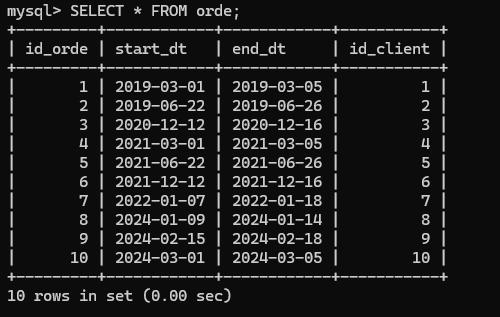 mysql> SELECT * FROM orde;
+----------+------------+------------+-----------+
| id_orde | start_dt   | end_dt     | id_client |
+---------+------------+------------+-----------+
|       1 | 2019-03-01 | 2019-03-05 |         1 |
|       2 | 2019-06-22 | 2019-06-26 |         2 |
|       3 | 2020-12-12 | 2020-12-16 |         3 |
|       4 | 2021-03-01 | 2021-03-05 |         4 |
|       5 | 2021-06-22 | 2021-06-26 |         5 |
|       6 | 2021-12-12 | 2021-12-16 |         6 |
|       7 | 2022-01-07 | 2022-01-18 |         7 |
|       8 | 2024-01-09 | 2024-01-14 |         8 |
|       9 | 2024-02-15 | 2024-02-18 |         9 |
|      10 | 2024-03-01 | 2024-03-05 |        10 |
+---------+------------+------------+-----------+
10 rows in set (0.00 sec)